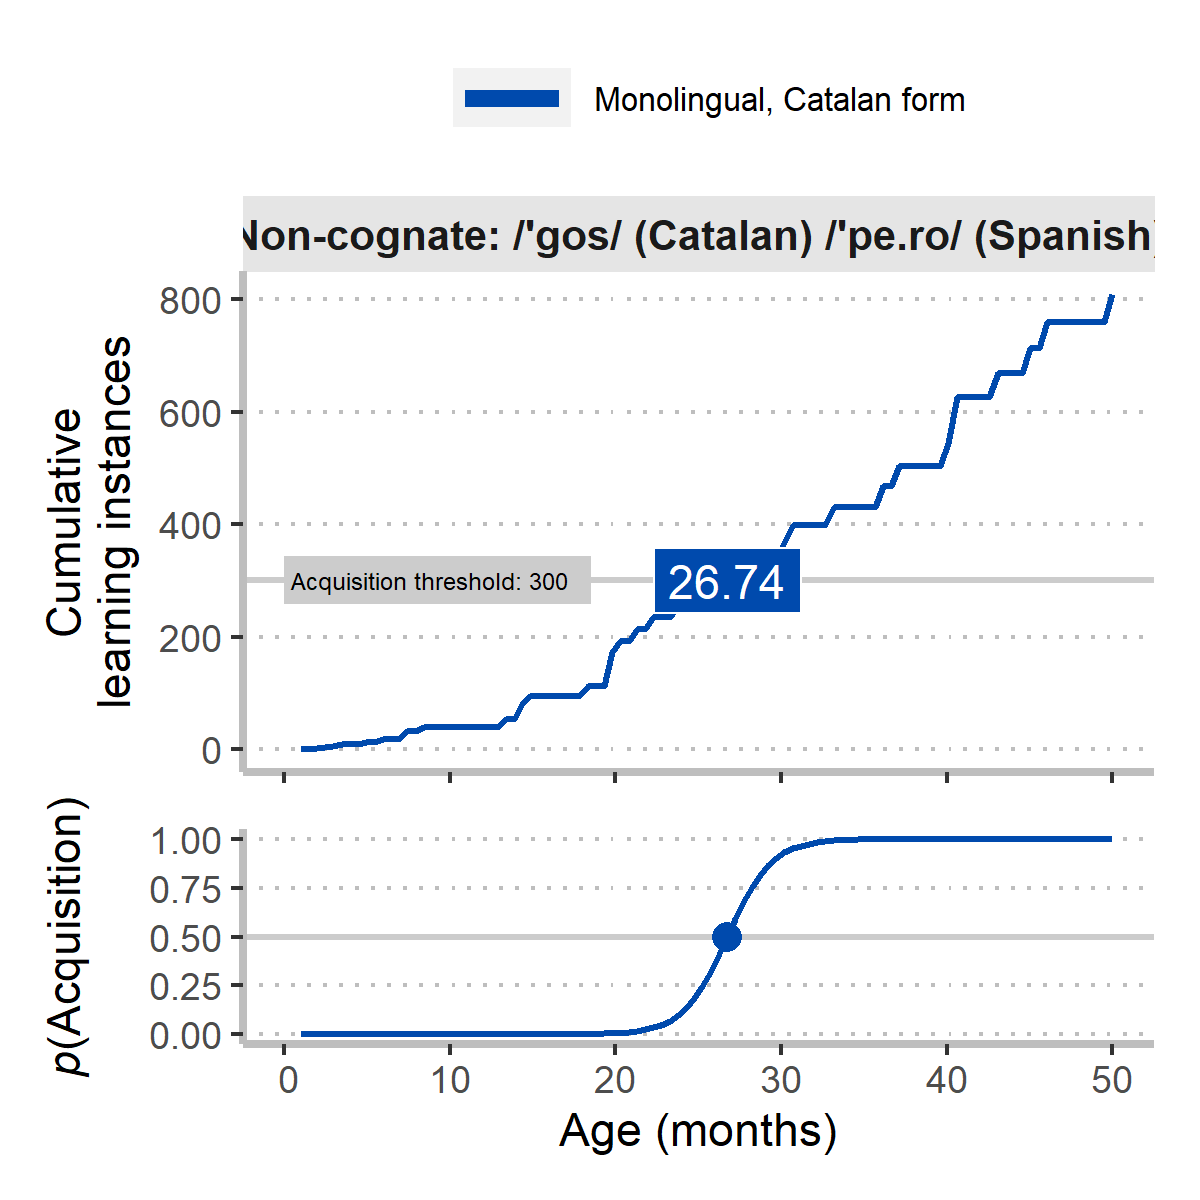 Monolingual, Catalan form
Non-cognate: /'gos/ (Catalan) /'pe.ro/ (Spanish)
Cumulative
learning instances
800
600
400
200
0
Acquisition threshold: 300
26.74
p(Acquisition)
1.00
0.75
0.50
0.25
0.00
0 10 20 30 40 50
Age (months)